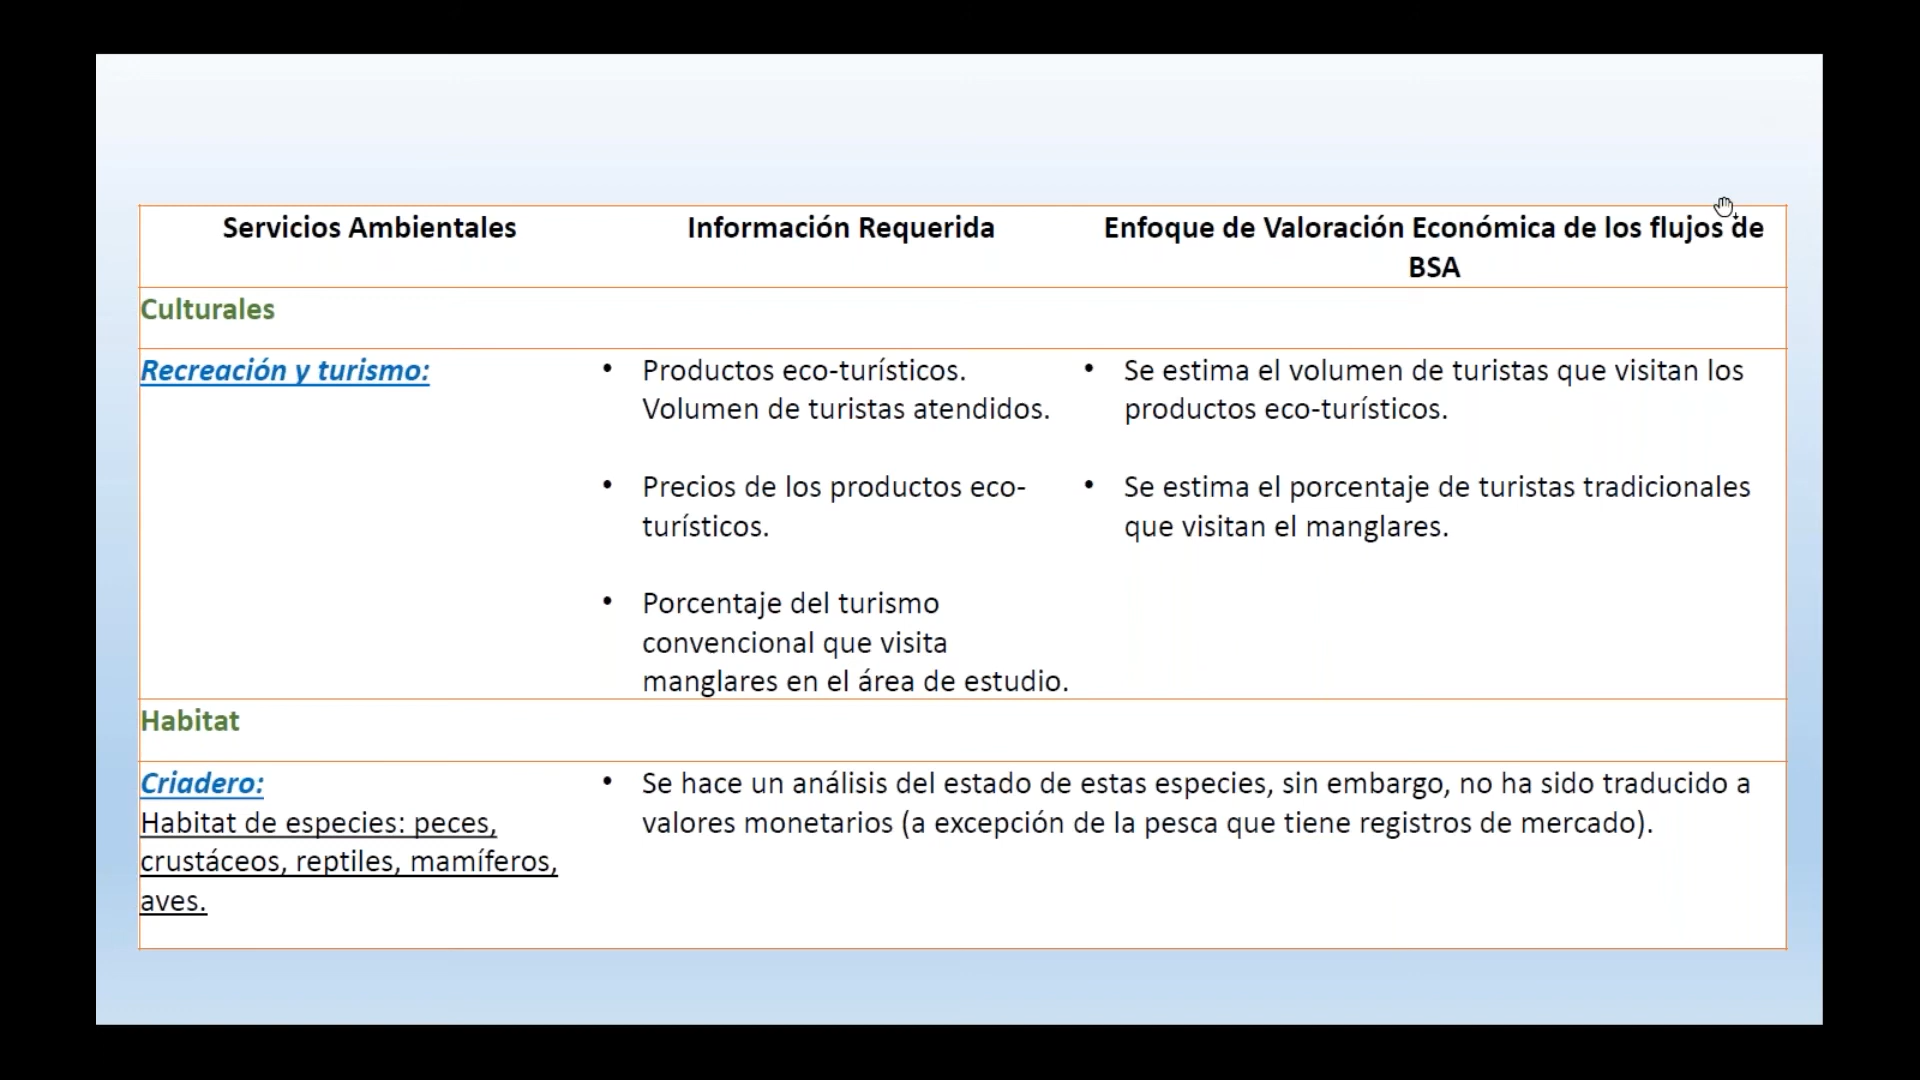 Servicios Ambientales
Información Requerida
Enfoque de Valoración Económica de los flujos de
BSA
Culturales
Recreación y turismo:
• Productos eco-turísticos.
Volumen de turistas atendidos.
• Precios de los productos eco-
turísticos.
• Porcentaje del turismo
convencional que visita
manglares en el área de estudio.
• Se estima el volumen de turistas que visitan los
productos eco-turísticos.
• Se estima el porcentaje de turistas tradicionales
que visitan el manglares.
Habitat
Criadero:
Habitat de especies: peces,
crustáceos, reptiles, mamíferos,
aves.
• Se hace un análisis del estado de estas especies, sin embargo, no ha sido traducido a
valores monetarios (a excepción de la pesca que tiene registros de mercado).